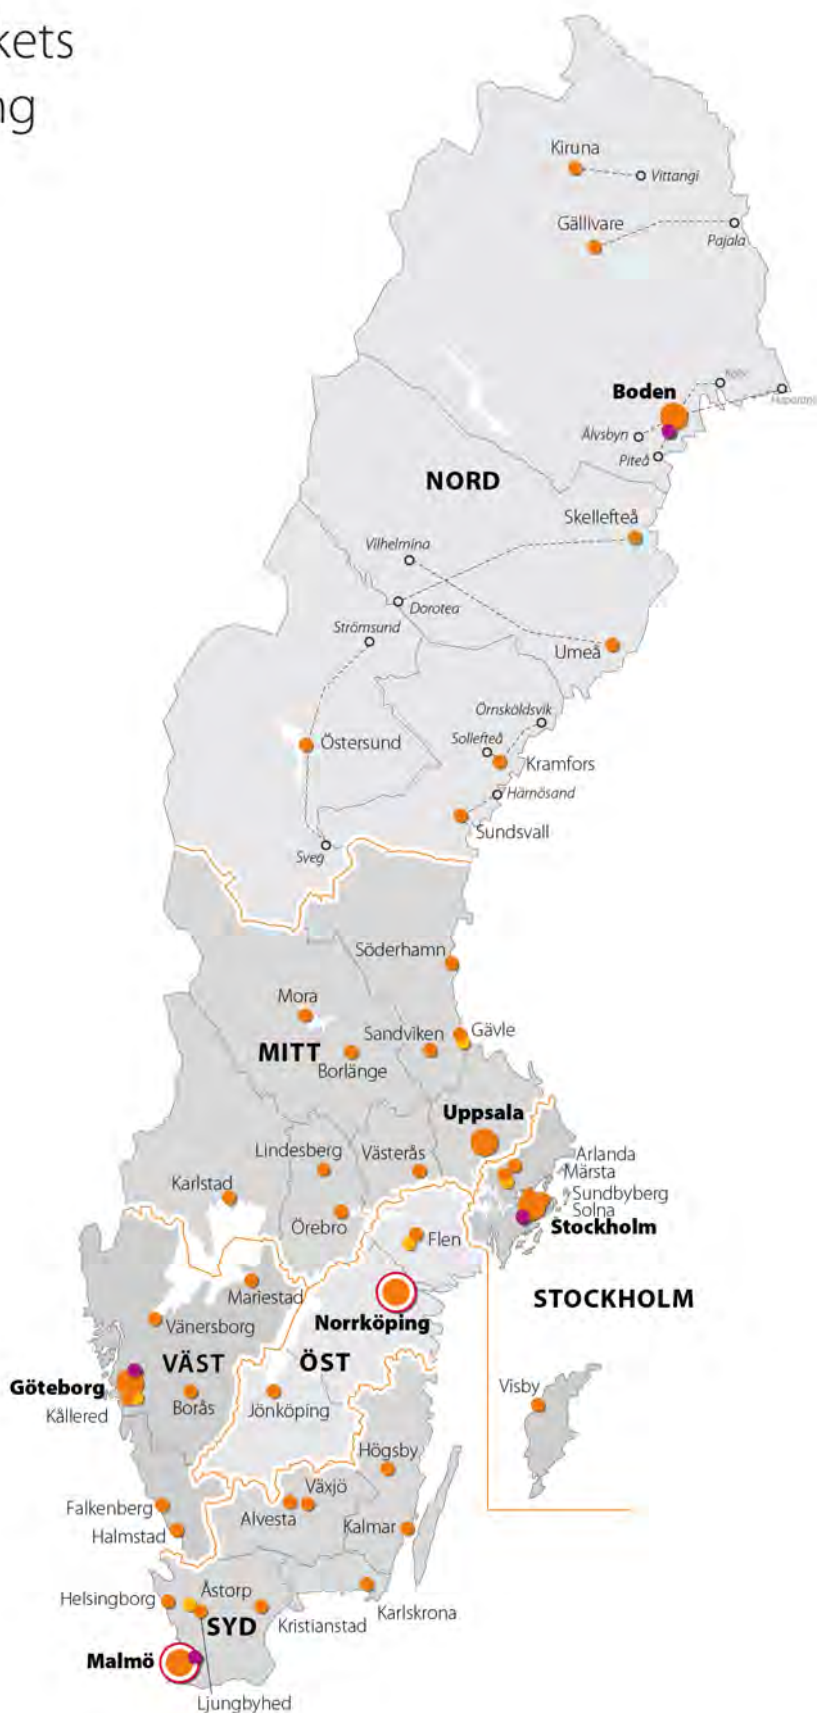 kets
ng
Kiruna
Vittangi
Gällivare
Pajala
Boden
Haparanda
Älvsbyn
Piteå
NORD
Skellefteå
Vilhelmina
Dorotea
Strömsund
Umeå
Örnsköldsvik
Östersund
Sollefteå
Kramfors
Härnösand
Sundsvall
Sveg
Söderhamn
Mora
Sandviken
Gävle
MITT
Borlänge
Uppsala
Lindesberg
Västerås
Arlanda
Märsta
Karlstad
Sundbyberg
Solna
Örebro
Stockholm
Flen
Mariestad
STOCKHOLM
Norrköping
Vänersborg
VÄST
ÖST
Göteborg
Visby
Kållered
Borås
Jönköping
Högsby
Växjö
Falkenberg
Alvesta
Kalmar
Halmstad
Åstorp
Helsingborg
Karlskrona
SYD
Kristianstad
Malmö
Ljungbyhed